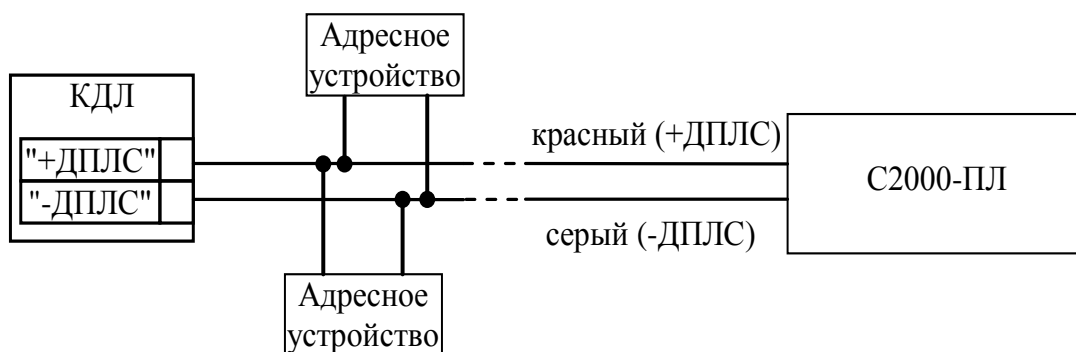 Адресное
устройство
КДЛ
"+ДПЛС"
"-ДПЛС"
красный (+ДПЛС)
С2000-ПЛ
серый (-ДПЛС)
Адресное
устройство